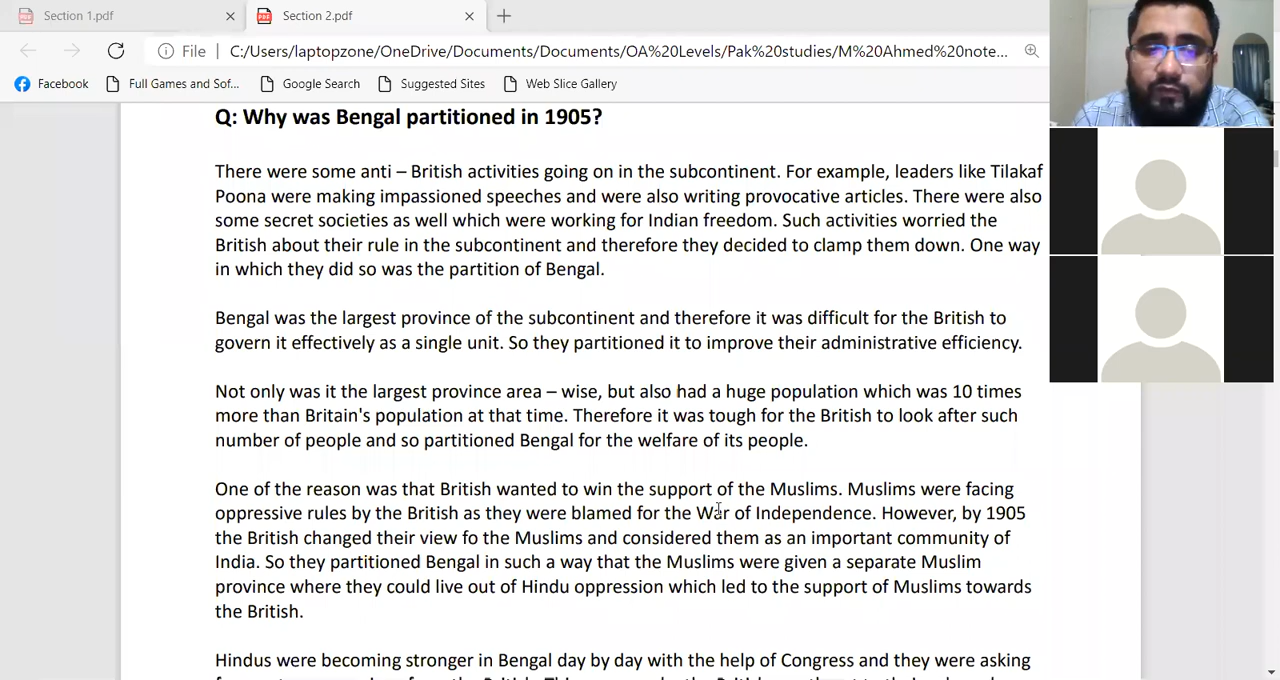 Section 1.pdf
Section 2.pdf
File
C:/Users/laptopzone/OneDrive/Documents/Documents/OA%20Levels/Pak%20studies/M%20Ahmed%20note...
Facebook
Full Games and Sof...
Google Search
Suggested Sites
Web Slice Gallery
Q: Why was Bengal partitioned in 1905?
There were some anti – British activities going on in the subcontinent. For example, leaders like Tilakaf
Poona were making impassioned speeches and were also writing provocative articles. There were also
some secret societies as well which were working for Indian freedom. Such activities worried the
British about their rule in the subcontinent and therefore they decided to clamp them down. One way
in which they did so was the partition of Bengal.
Bengal was the largest province of the subcontinent and therefore it was difficult for the British to
govern it effectively as a single unit. So they partitioned it to improve their administrative efficiency.
Not only was it the largest province area – wise, but also had a huge population which was 10 times
more than Britain's population at that time. Therefore it was tough for the British to look after such
number of people and so partitioned Bengal for the welfare of its people.
One of the reason was that British wanted to win the support of the Muslims. Muslims were facing
oppressive rules by the British as they were blamed for the War of Independence. However, by 1905
the British changed their view fo the Muslims and considered them as an important community of
India. So they partitioned Bengal in such a way that the Muslims were given a separate Muslim
province where they could live out of Hindu oppression which led to the support of Muslims towards
the British.
Hindus were becoming stronger in Bengal day by day with the help of Congress and they were asking